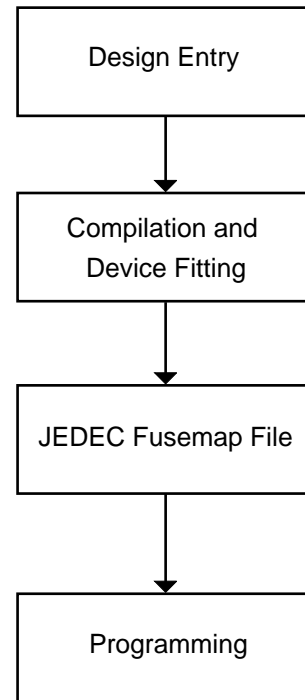 Design Entry
Compilation and
Device Fitting
JEDEC Fusemap File
Programming